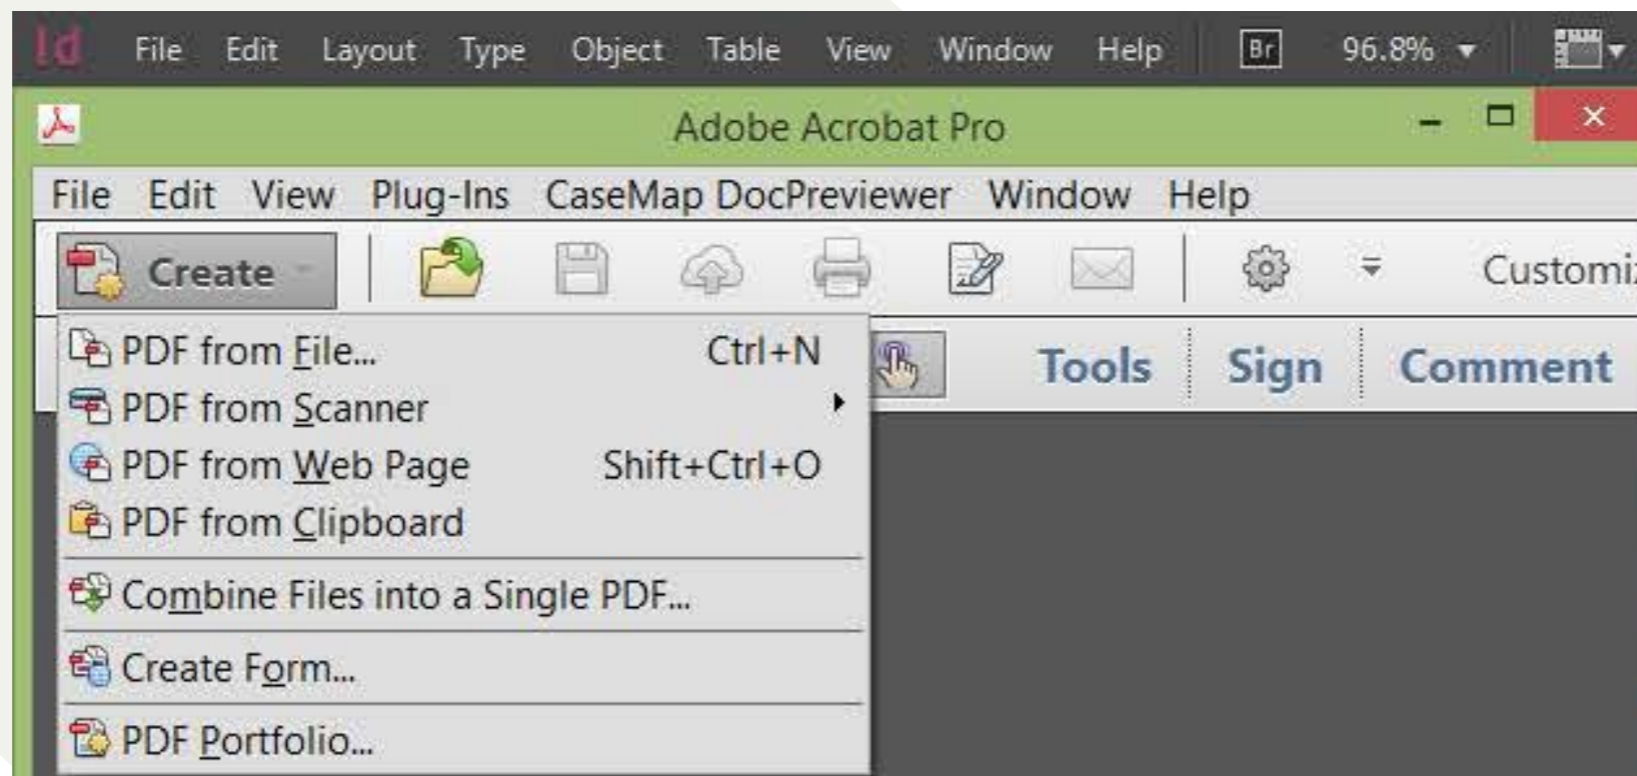 Id File Edit Layout Type Object Table View Window Help Br 96.8%
Adobe Acrobat Pro
File Edit View Plug-Ins CaseMap DocPreviewer Window Help
Create Customiz
PDF from File... Ctrl+N Tools Sign Comment
PDF from Scanner
PDF from Web Page Shift+Ctrl+O
PDF from Clipboard
Combine Files into a Single PDF...
Create Form...
PDF Portfolio...